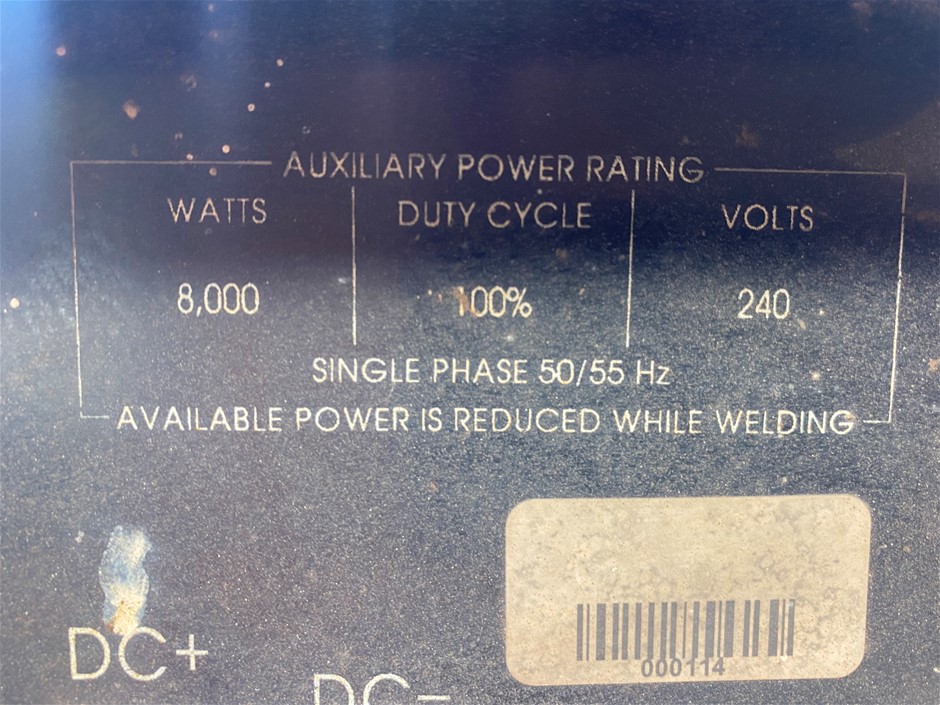 AUXILIARY POWER RATING
WATTS DUTY CYCLE VOLTS
8,000 100% 240
SINGLE PHASE 50/55 Hz
AVAILABLE POWER IS REDUCED WHILE WELDING
000114
DC+
DC-